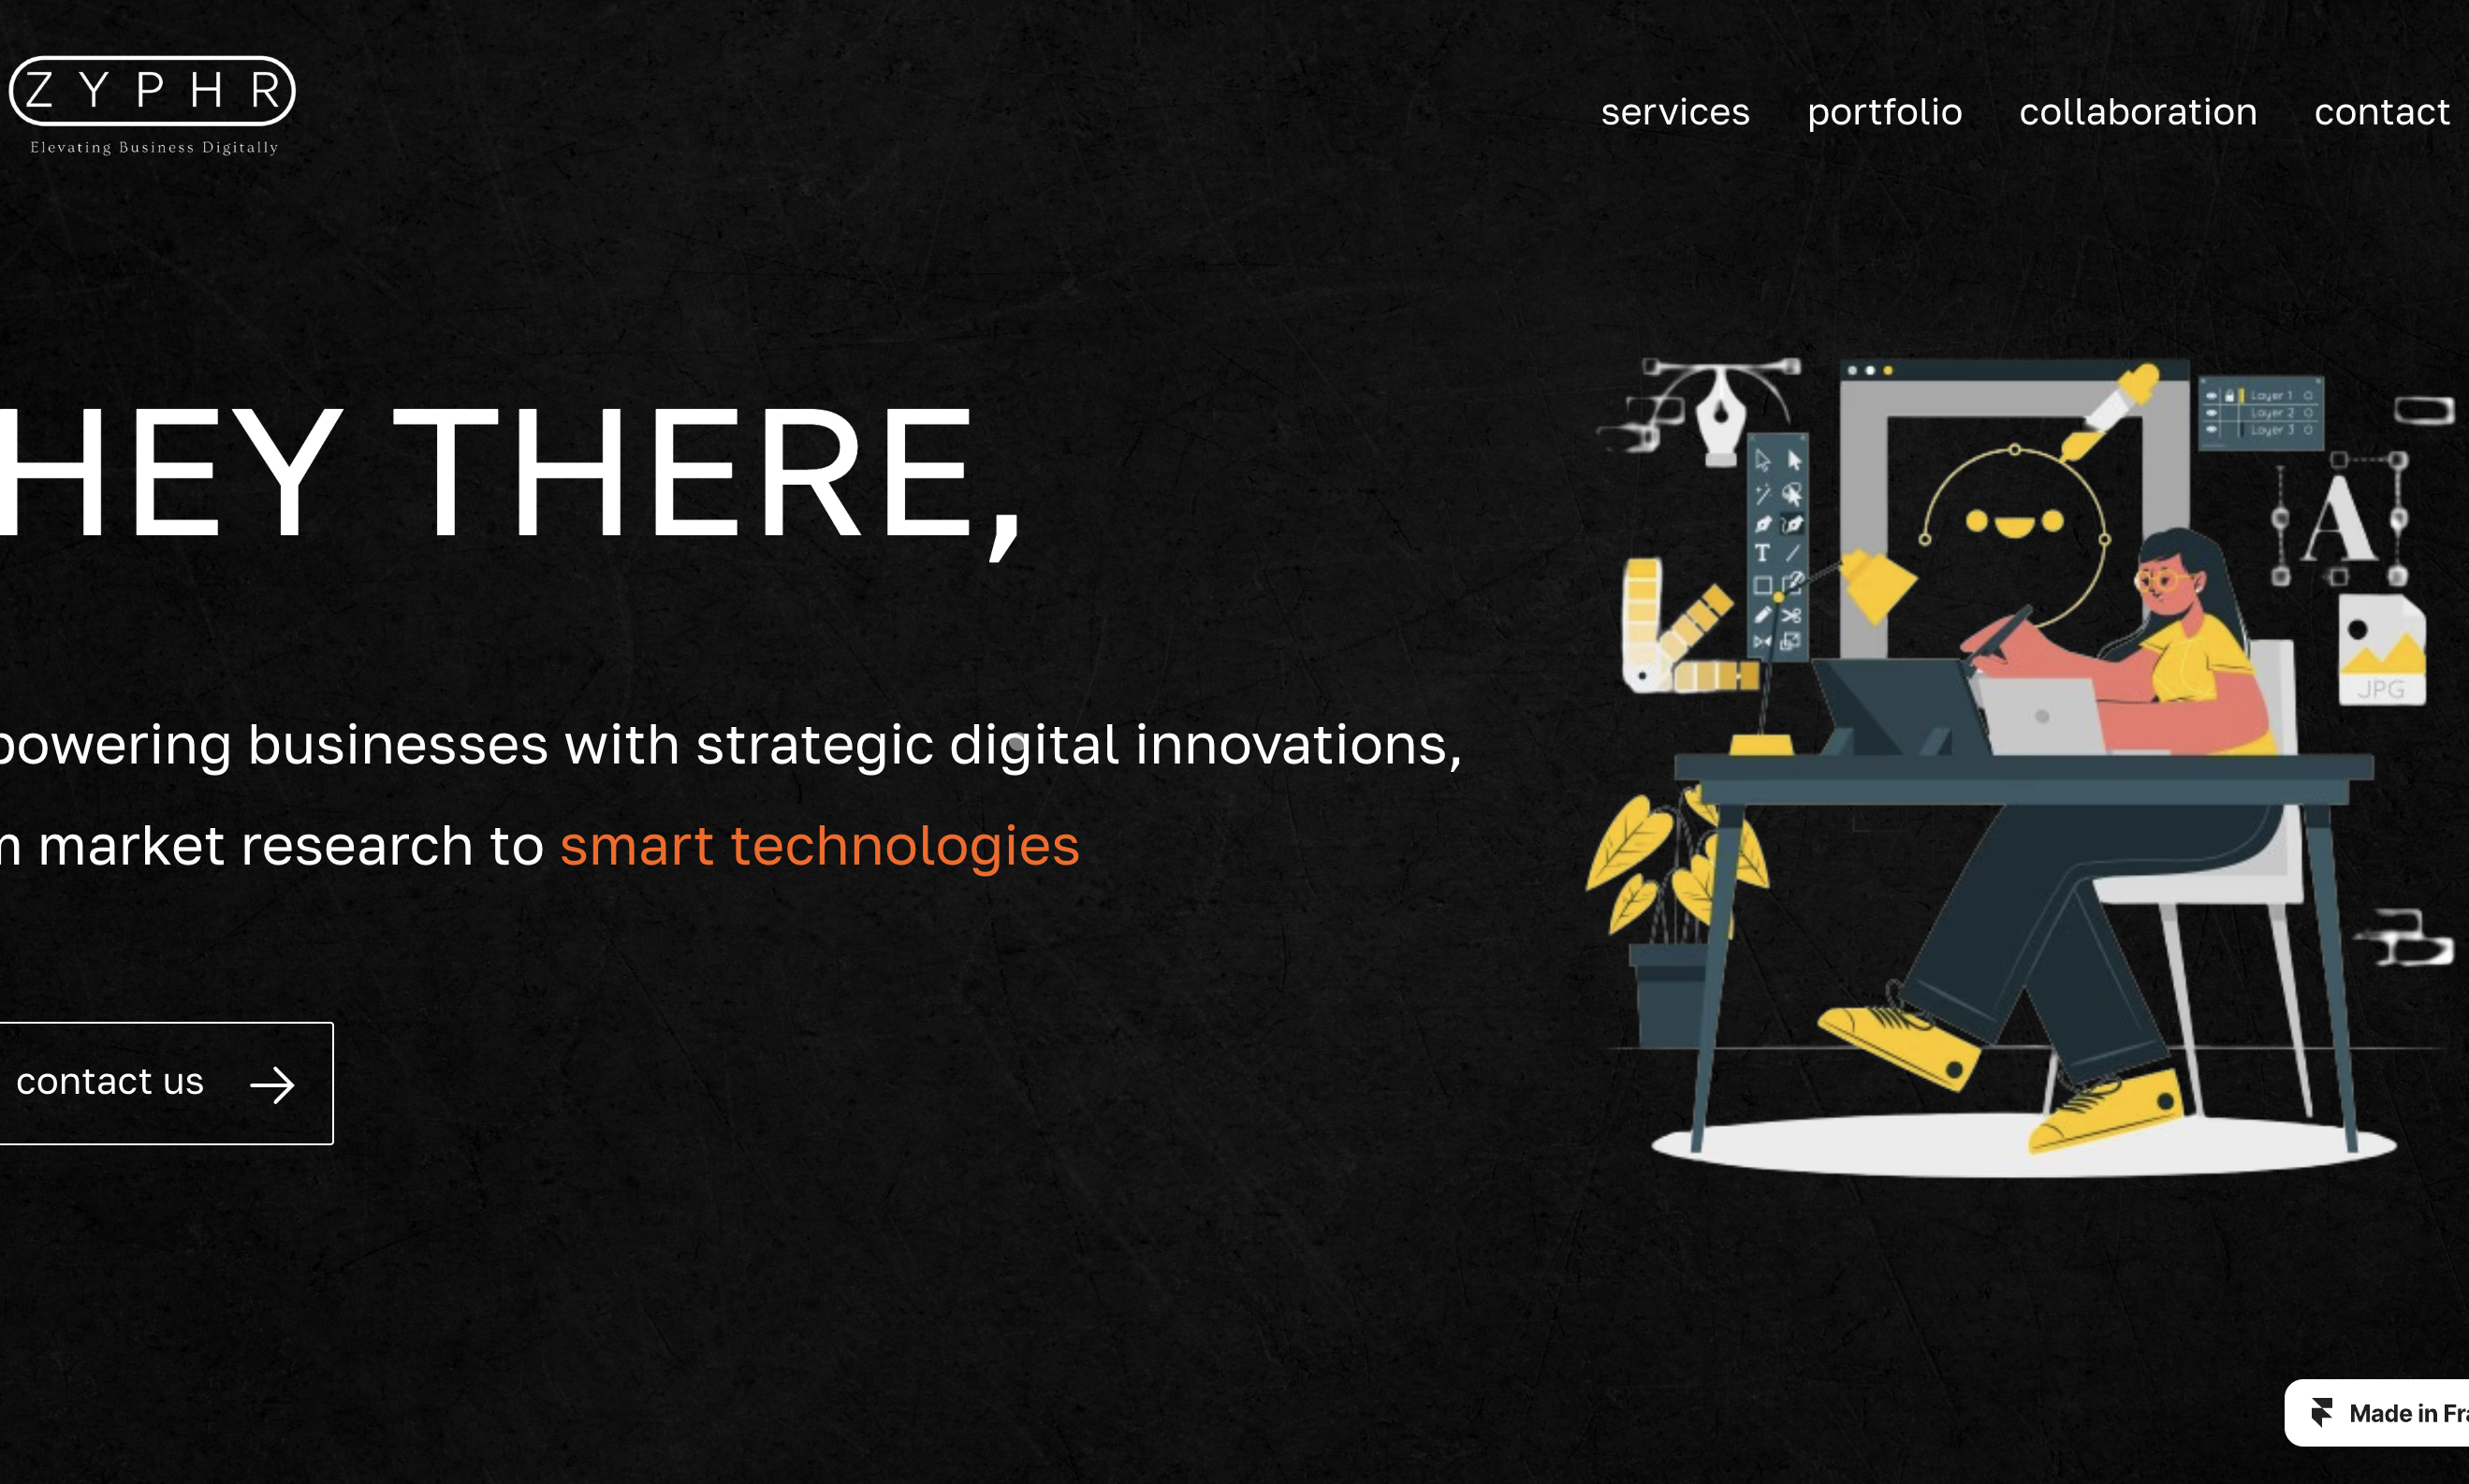 ZYPHR
Elevating Business Digitally
services portfolio collaboration contact
HEY THERE,
powering businesses with strategic digital innovations,
m market research to smart technologies
contact us
Layer 1
Layer 2
Layer 3
T
A
JPG
Made in Fra